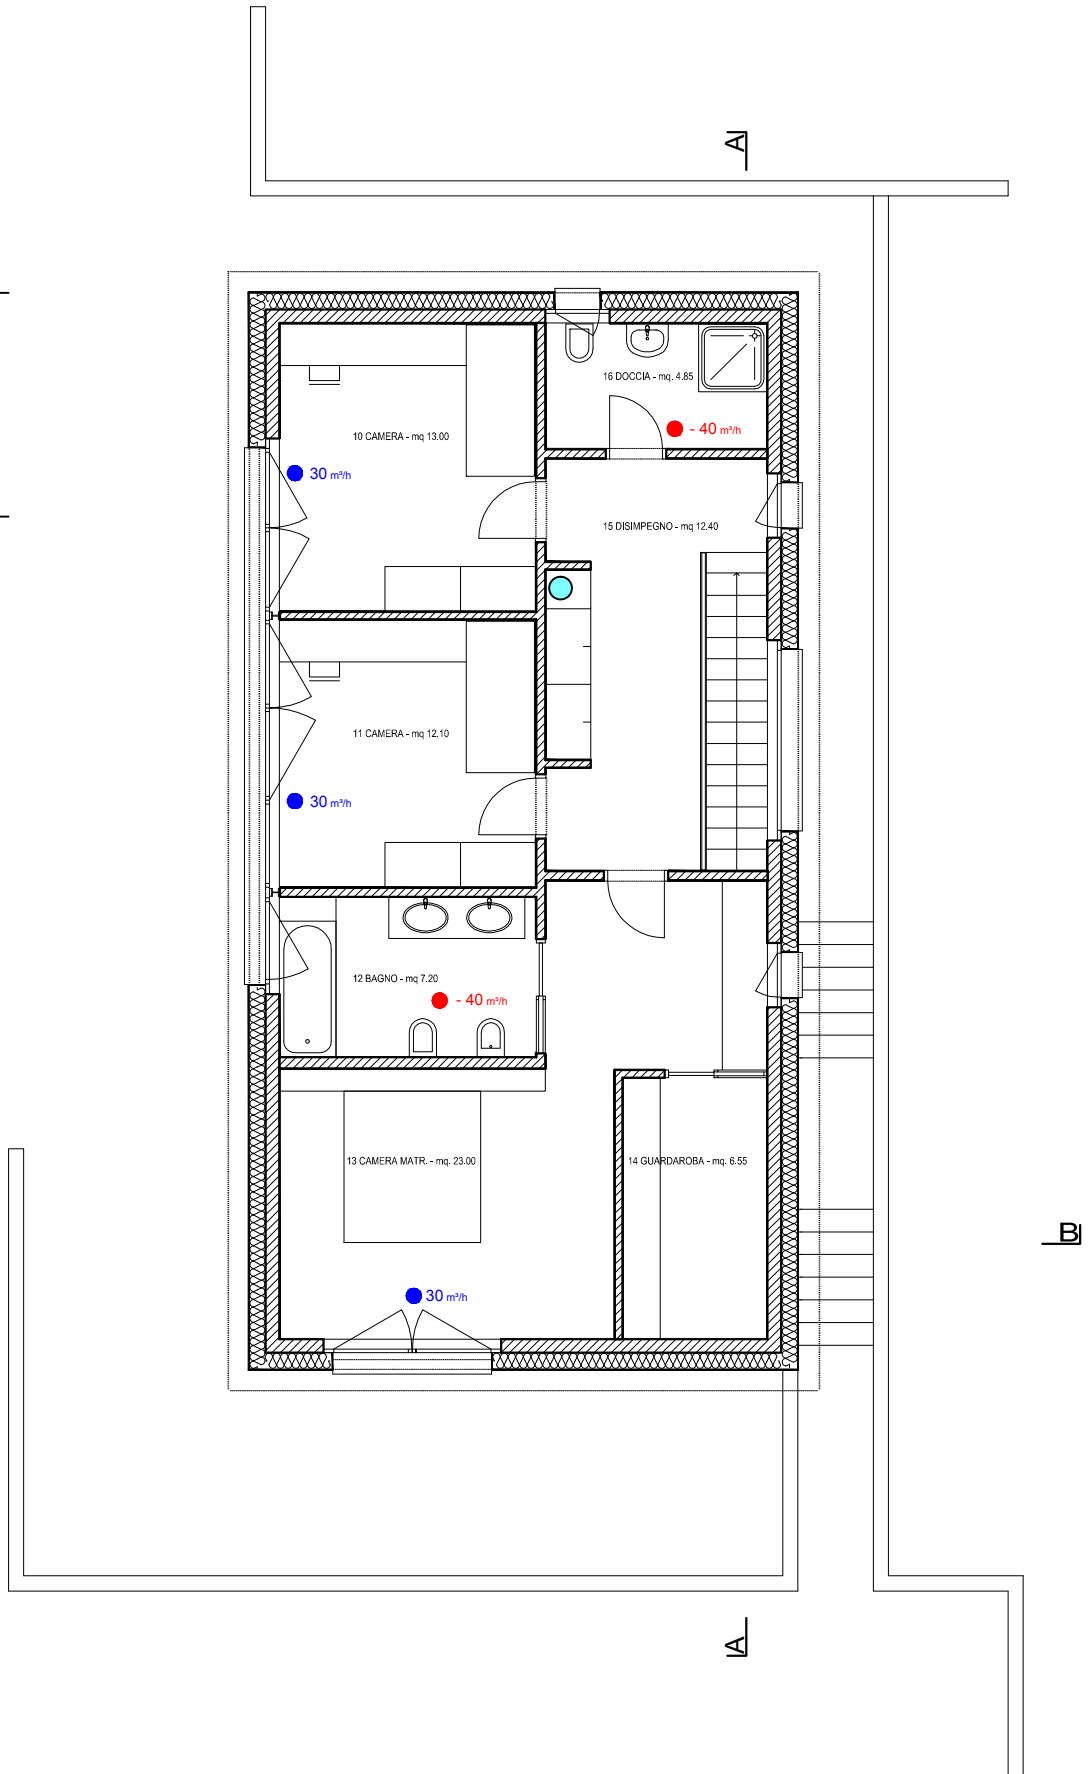 A
16 DOCCIA - mq. 4.85
- 40 m³/h
10 CAMERA - mq 13.00
30 m³/h
15 DISIMPEGNO - mq 12.40
11 CAMERA - mq 12.10
30 m³/h
12 BAGNO - mq 7.20
- 40 m³/h
13 CAMERA MATR. - mq. 23.00
14 GUARDAROBA - mq. 6.55
B
30 m³/h
A